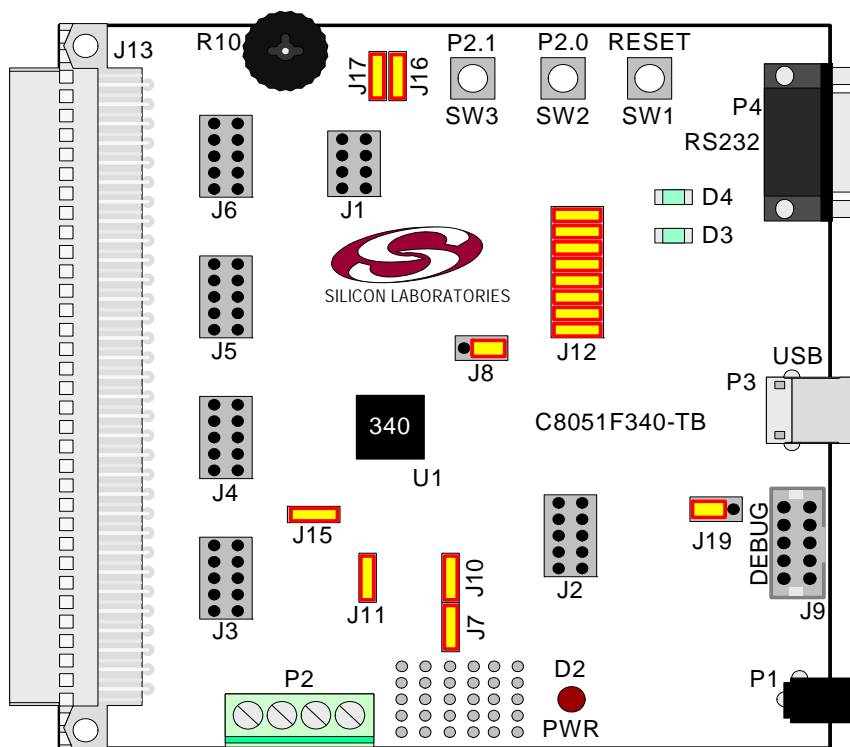 J13
R10
J17
J16
P2.1
P2.0
RESET
SW3
SW2
SW1
P4
RS232
J6
J1
D4
D3
SILICON LABORATORIES
J5
J8
J12
USB
P3
340
C8051F340-TB
U1
J4
J15
J19
DEBUG
J11
J10
J7
J2
J3
J9
P2
D2
P1
PWR